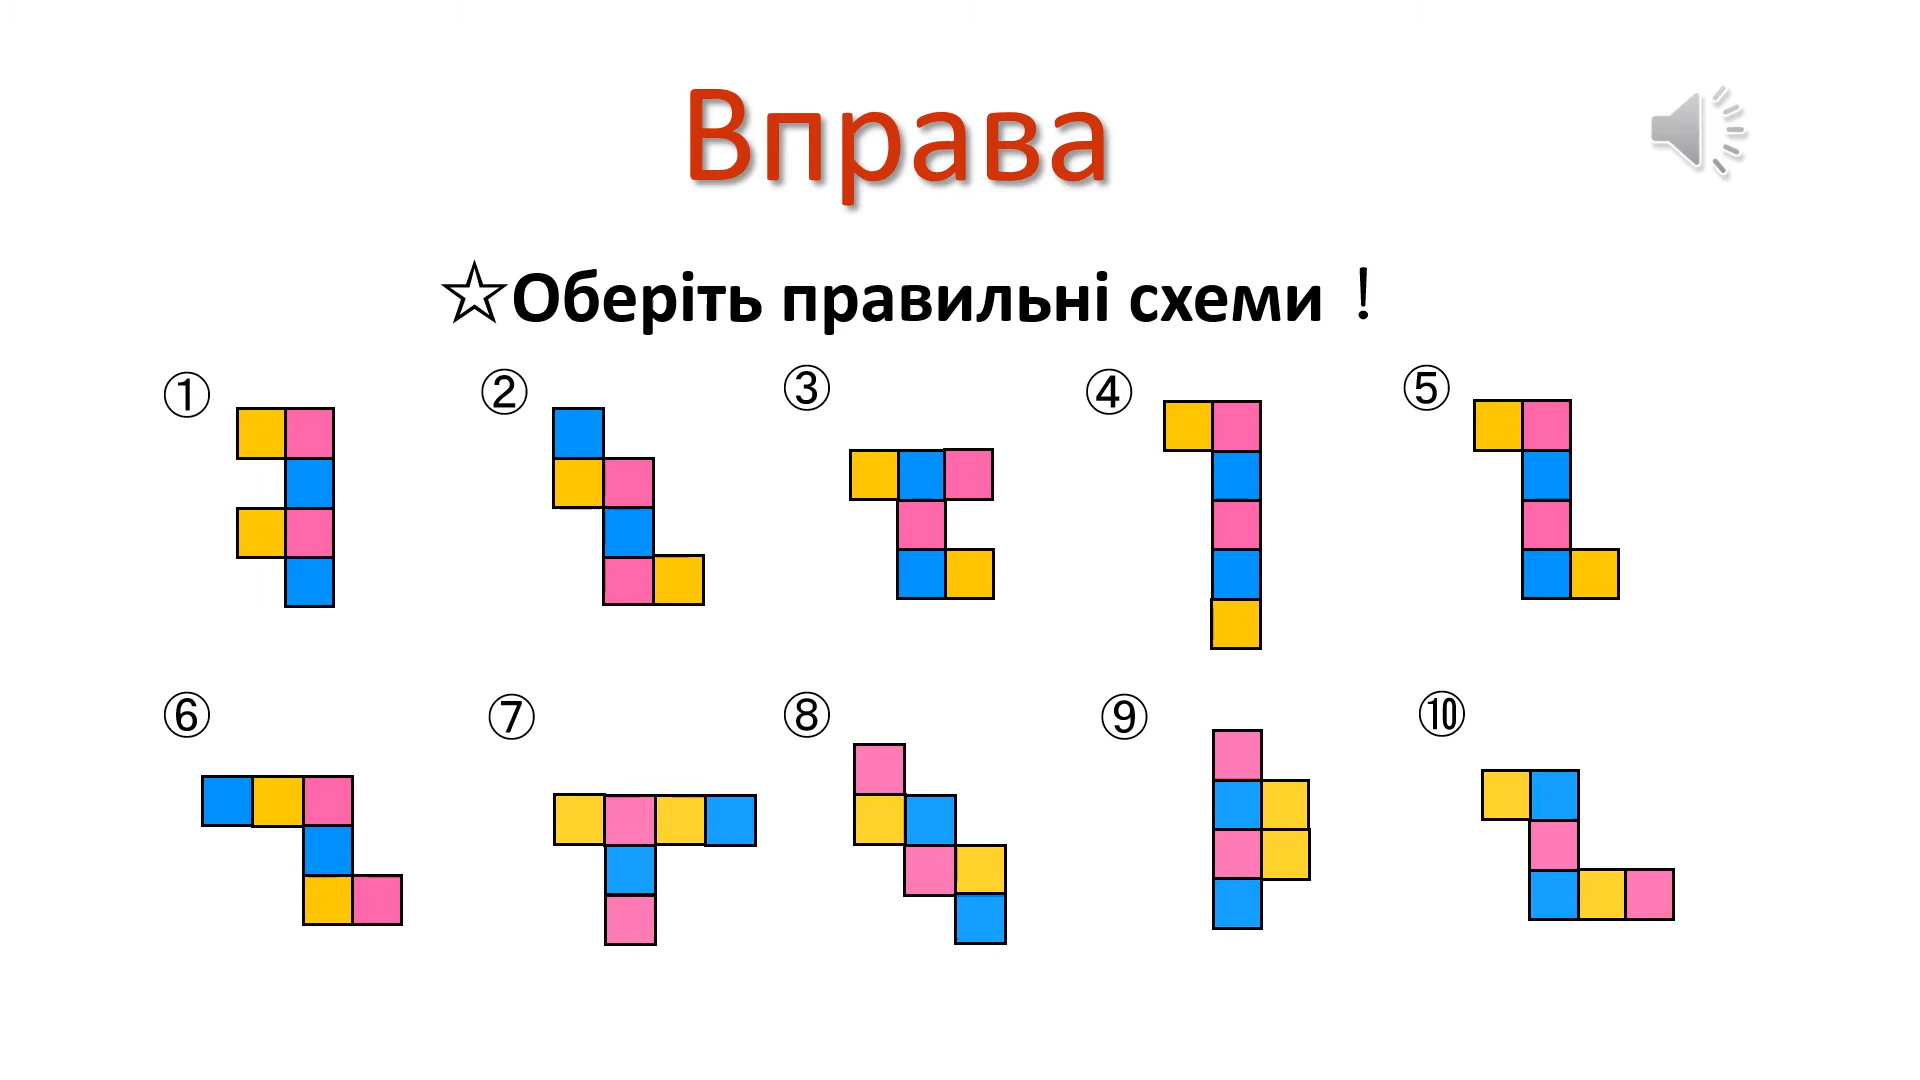 Вправа
☆Оберіть правильні схеми !
① ② ③ ④ ⑤
⑥ ⑦ ⑧ ⑨ ⑩